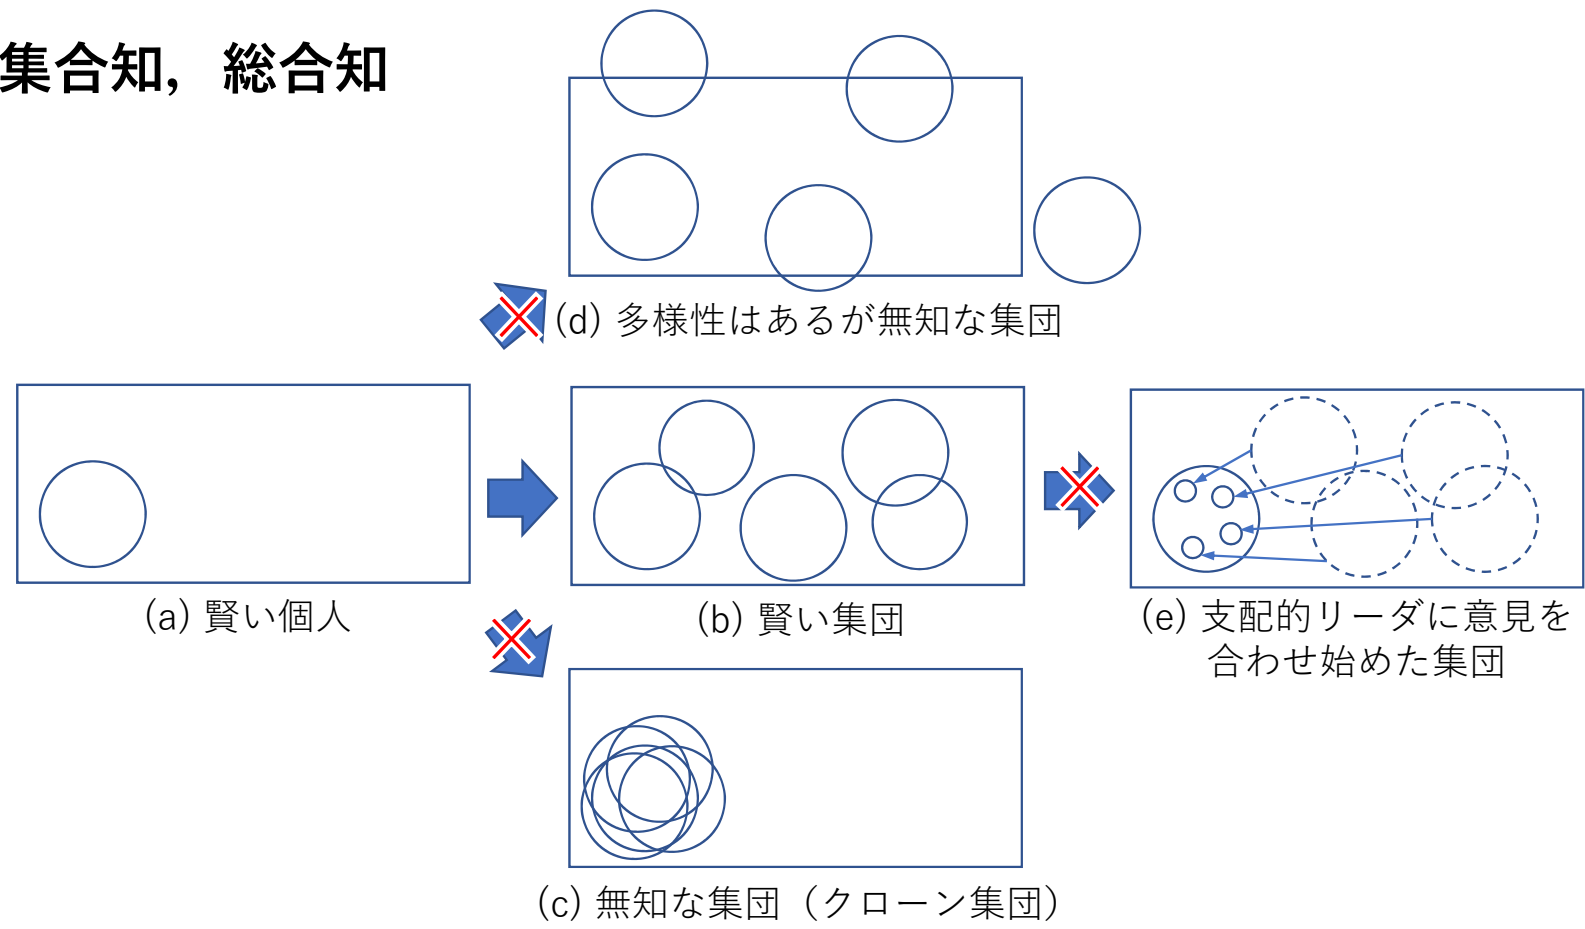 集合知，総合知
(d) 多様性はあるが無知な集団
(a) 賢い個人
(b) 賢い集団
(e) 支配的リーダに意見を
合わせ始めた集団
(c) 無知な集団（クローン集団）